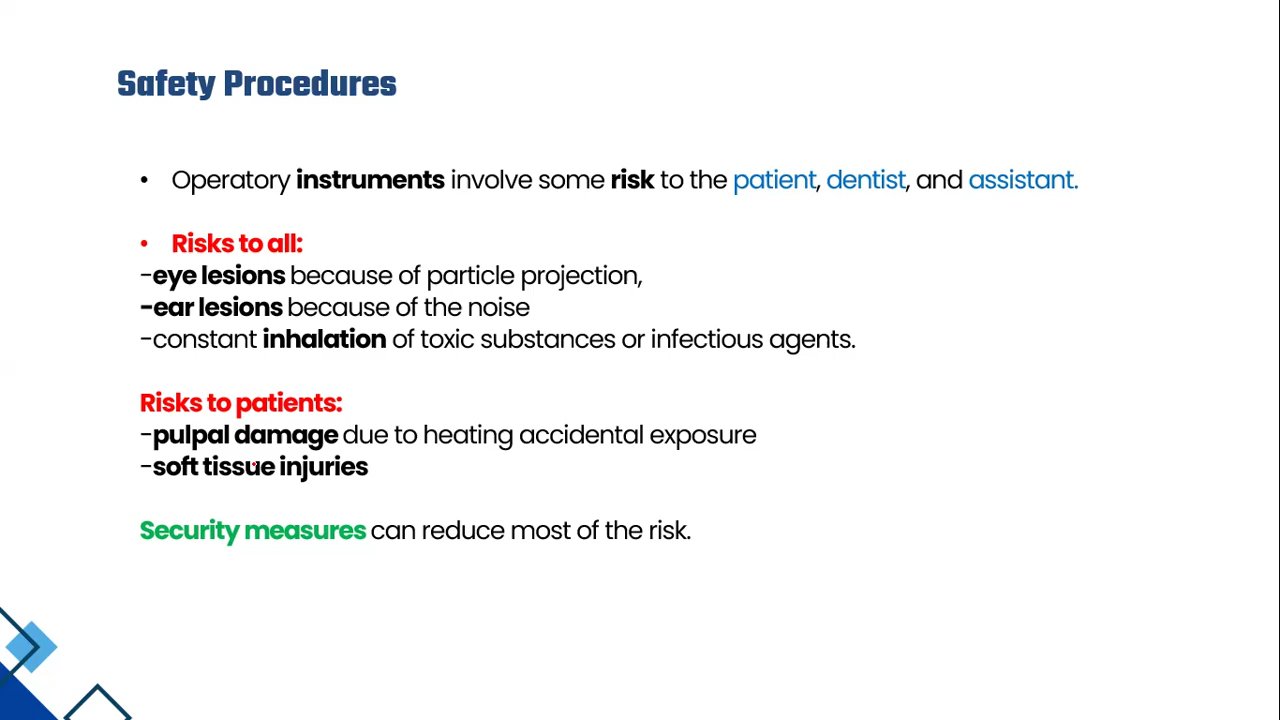 Safety Procedures
• Operatory instruments involve some risk to the patient, dentist, and assistant.
• Risks to all:
-eye lesions because of particle projection,
-ear lesions because of the noise
-constant inhalation of toxic substances or infectious agents.
Risks to patients:
-pulpal damage due to heating accidental exposure
-soft tissue injuries
Security measures can reduce most of the risk.